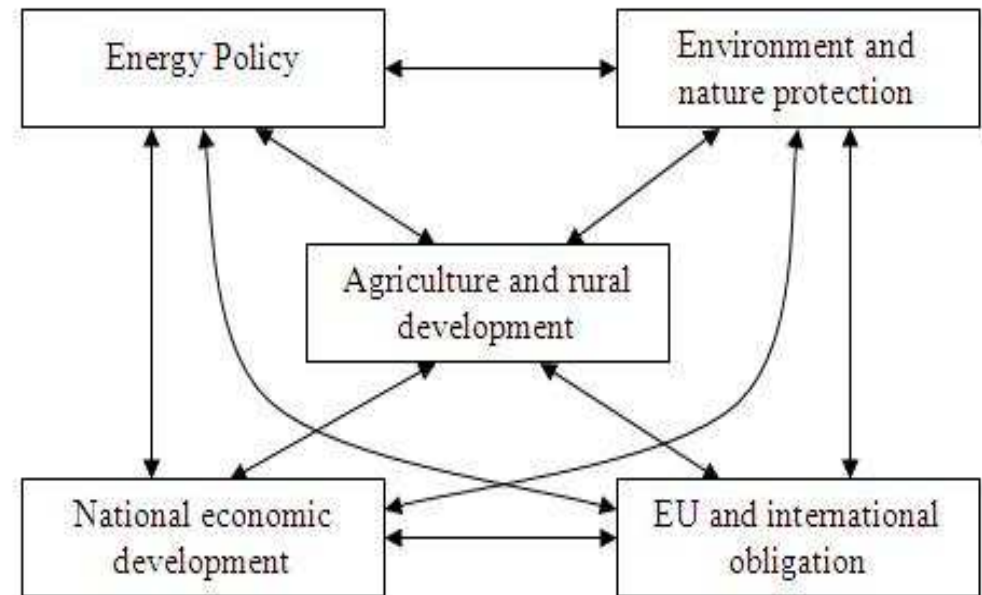 Energy Policy
Environment and
nature protection
Agriculture and rural
development
National economic
development
EU and international
obligation